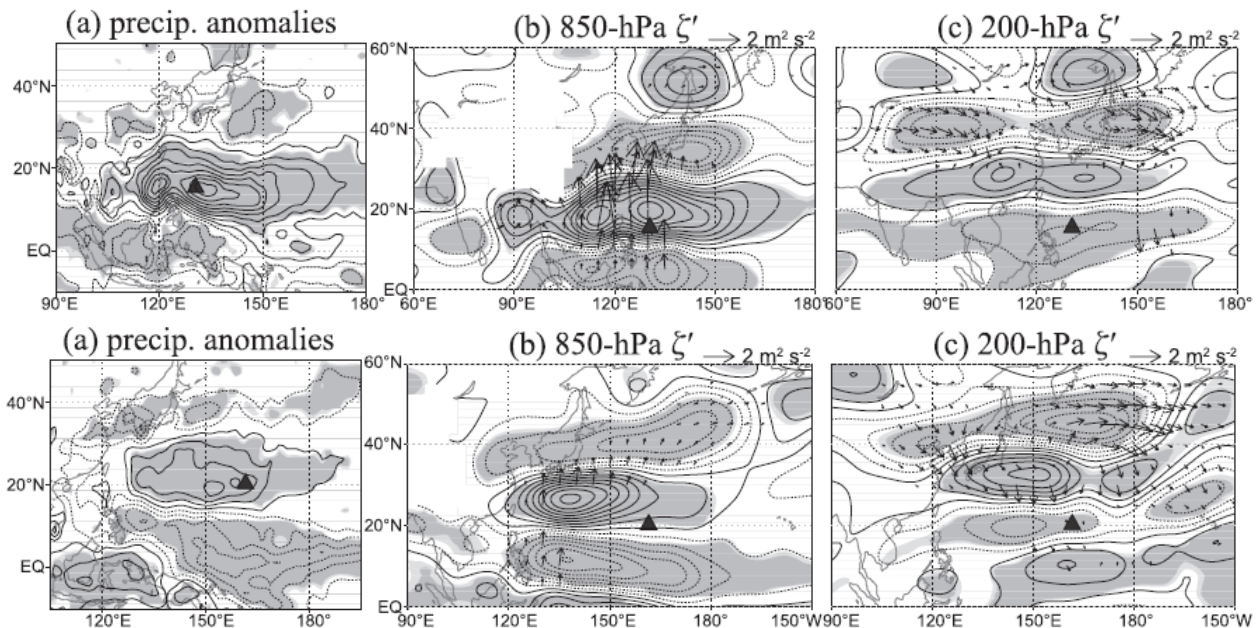 (a) precip. anomalies
(b) 850-hPa ζ′
2 m² s⁻²
(c) 200-hPa ζ′
2 m² s⁻²
40°N
20°N
EQ
90°E 120°E 150°E 180°
60°N
40°N
20°N
EQ
60°E 90°E 120°E 150°E 180°
60°E 90°E 120°E 150°E 180°
(a) precip. anomalies
(b) 850-hPa ζ′
2 m² s⁻²
(c) 200-hPa ζ′
2 m² s⁻²
40°N
20°N
EQ
120°E 150°E 180°
60°N
40°N
20°N
EQ
90°E 120°E 150°E 180° 150°W
90°E 120°E 150°E 180° 150°W